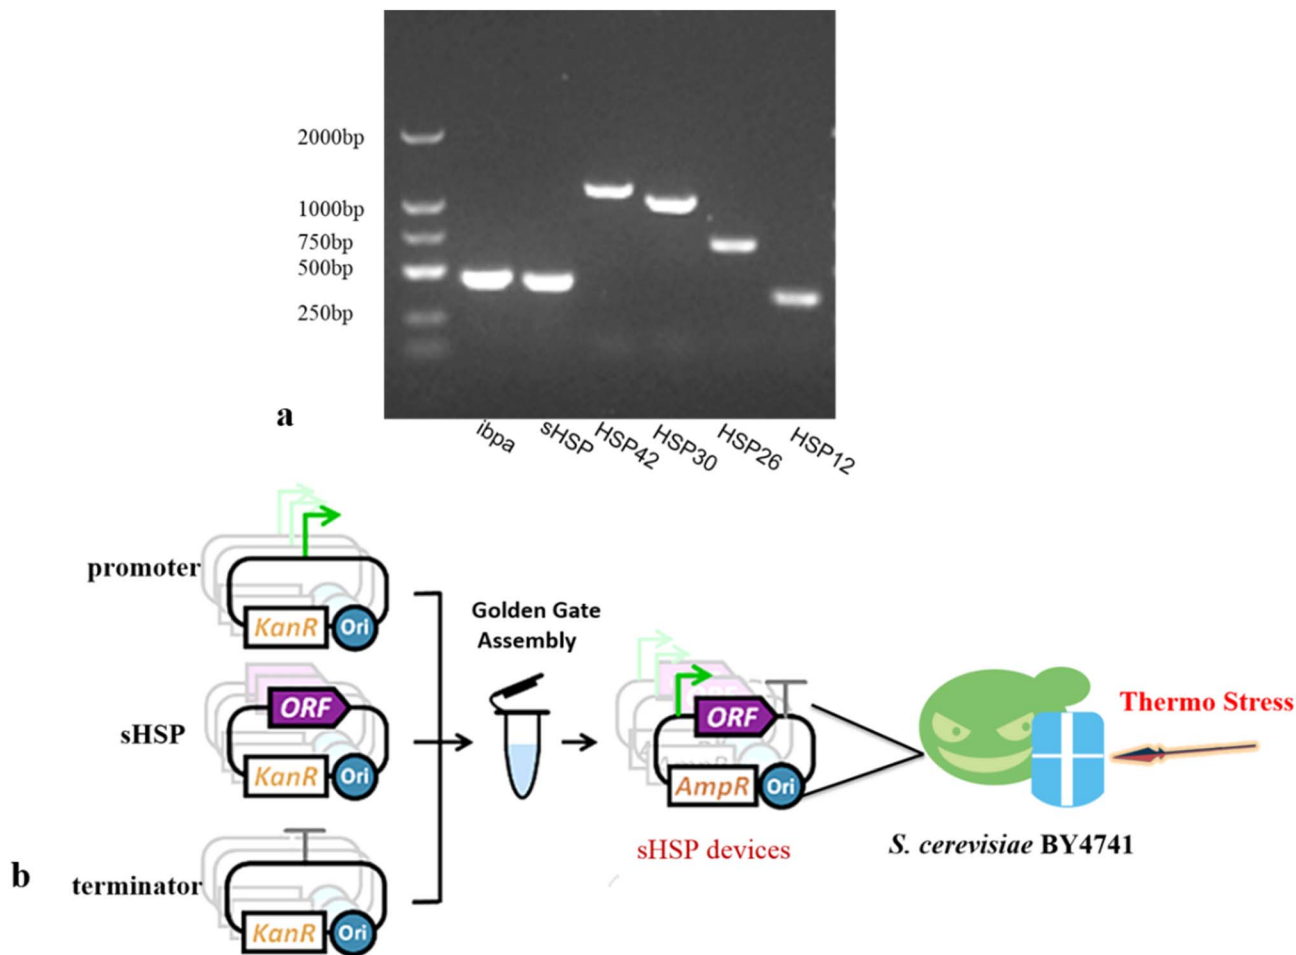 2000bp
1000bp
750bp
500bp
250bp
a
ibpa
sHSP
HSP42
HSP30
HSP26
HSP12
promoter
KanR
Ori
Golden Gate
Assembly
sHSP
ORF
KanR
Ori
ORF
AmpR
Ori
Thermo Stress
sHSP devices
S. cerevisiae BY4741
b
terminator
KanR
Ori